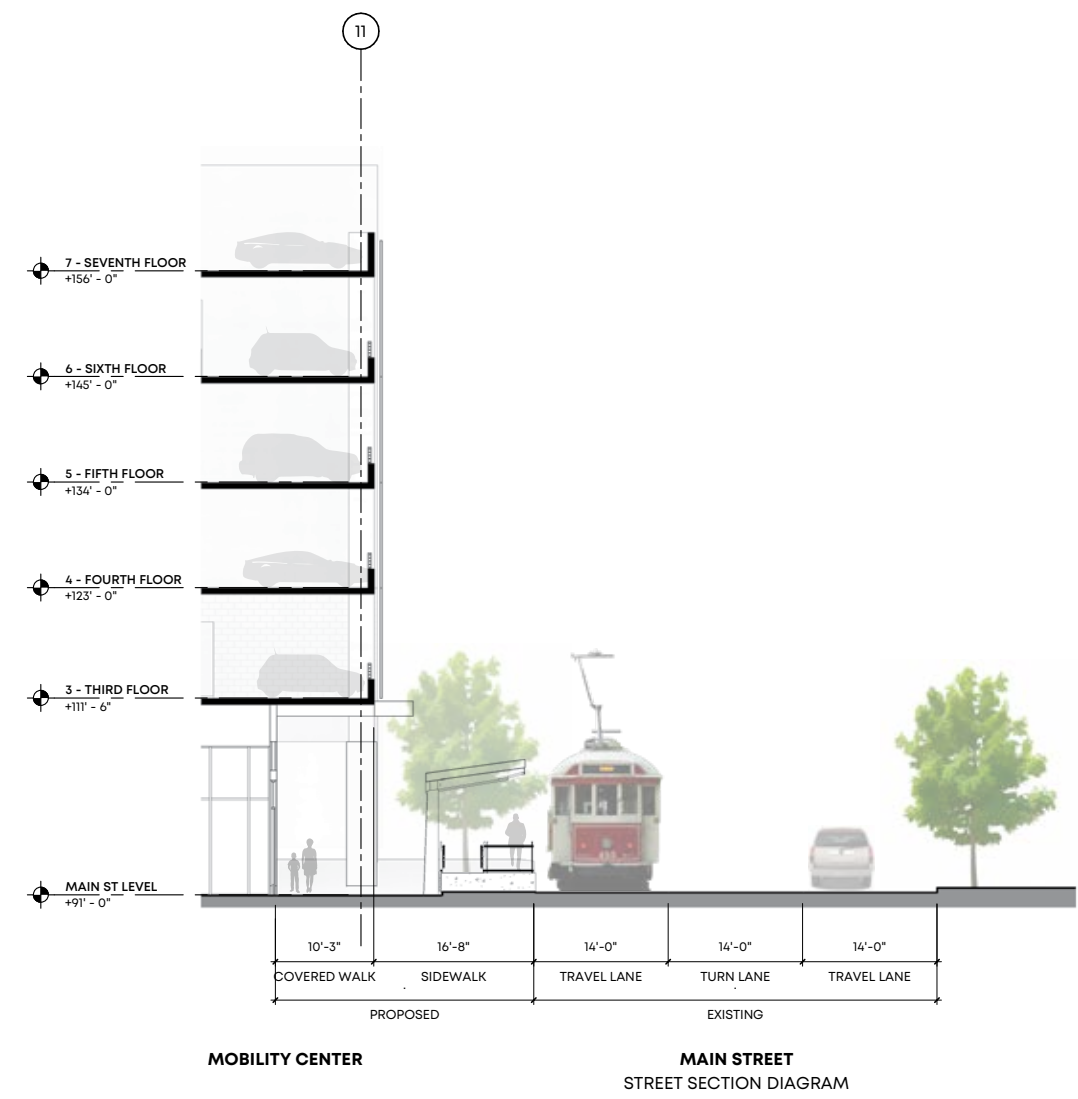 11
7 - SEVENTH FLOOR
+156' - 0"
6 - SIXTH FLOOR
+145' - 0"
5 - FIFTH FLOOR
+134' - 0"
4 - FOURTH FLOOR
+123' - 0"
3 - THIRD FLOOR
+111' - 6"
MAIN ST LEVEL
+91' - 0"
10'-3" 16'-8" 14'-0" 14'-0" 14'-0"
COVERED WALK SIDEWALK TRAVEL LANE TURN LANE TRAVEL LANE
PROPOSED EXISTING
MOBILITY CENTER MAIN STREET
STREET SECTION DIAGRAM